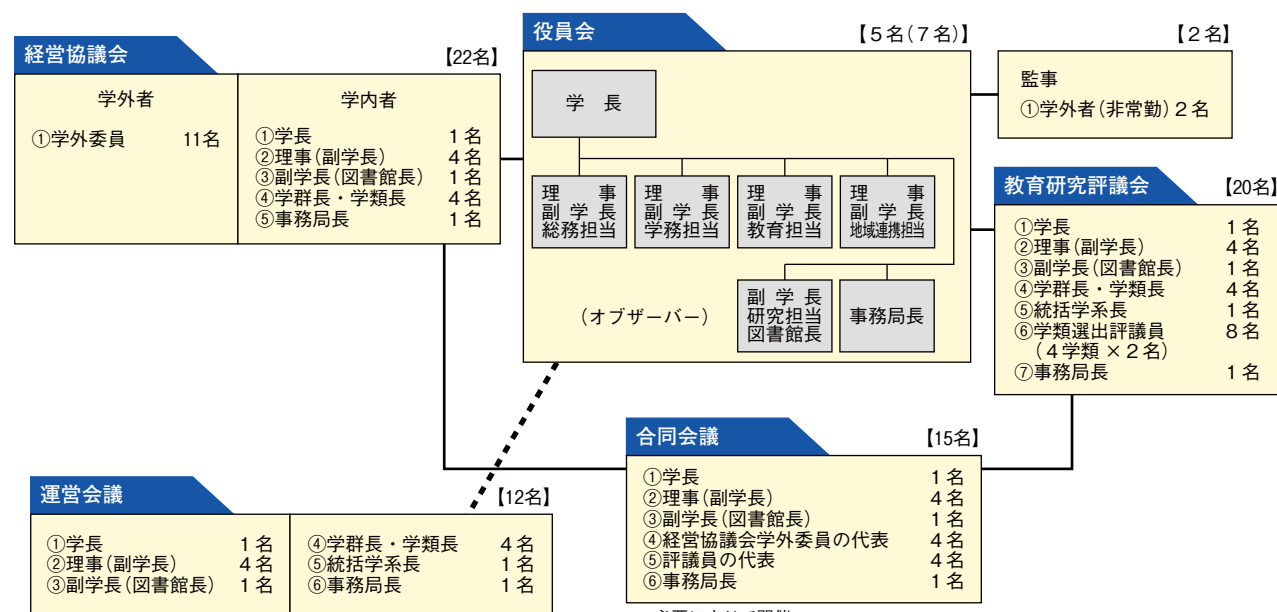 経営協議会
【22名】
学外者
①学外委員 11名
学内者
①学長 1名
②理事(副学長) 4名
③副学長(図書館長) 1名
④学群長・学類長 4名
⑤事務局長 1名
役員会
【5名(7名)】
学 長
理 事
副 学 長
総務担当
理 事
副 学 長
学務担当
理 事
副 学 長
教育担当
理 事
副 学 長
地域連携担当
(オブザーバー)
副 学 長
研究担当
図書館長
事務局長
【2名】
監事
①学外者(非常勤)2名
教育研究評議会
【20名】
①学長 1名
②理事(副学長) 4名
③副学長(図書館長) 1名
④学群長・学類長 4名
⑤統括学系長 1名
⑥学類選出評議員 8名
(4学類×2名)
⑦事務局長 1名
合同会議
【15名】
①学長 1名
②理事(副学長) 4名
③副学長(図書館長) 1名
④経営協議会学外委員の代表 4名
⑤評議員の代表 4名
⑥事務局長 1名
運営会議
【12名】
①学長 1名
②理事(副学長) 4名
③副学長(図書館長) 1名
④学群長・学類長 4名
⑤統括学系長 1名
⑥事務局長 1名